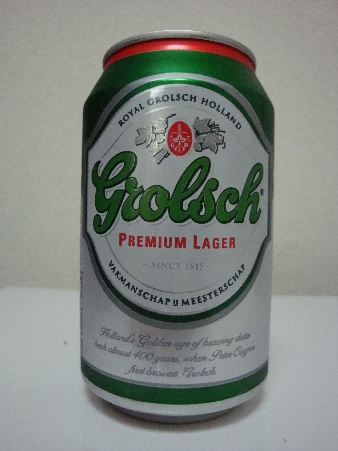 ROYAL GROLSCH HOLLAND
Grolsch
PREMIUM LAGER
- SINCE 1615 -
VAKMANSCHAP IS MEESTERSCHAP
Holland's Golden age of brewing dates
back almost 400 years, when Peter Cuyper
first brewed Grolsch.